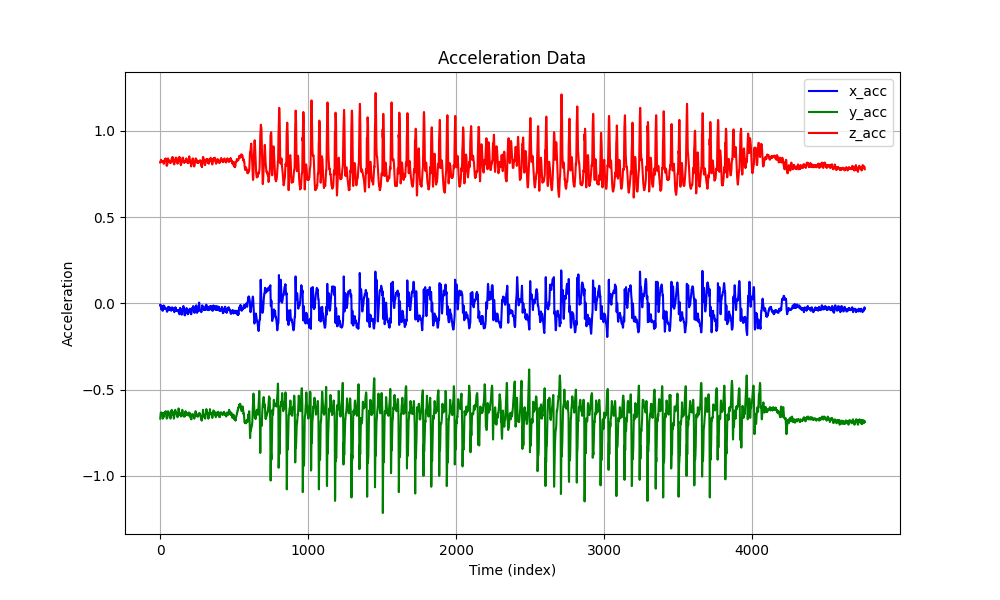 Acceleration Data
x_acc
y_acc
z_acc
1.0
0.5
0.0
−0.5
−1.0
Acceleration
0 1000 2000 3000 4000
Time (index)